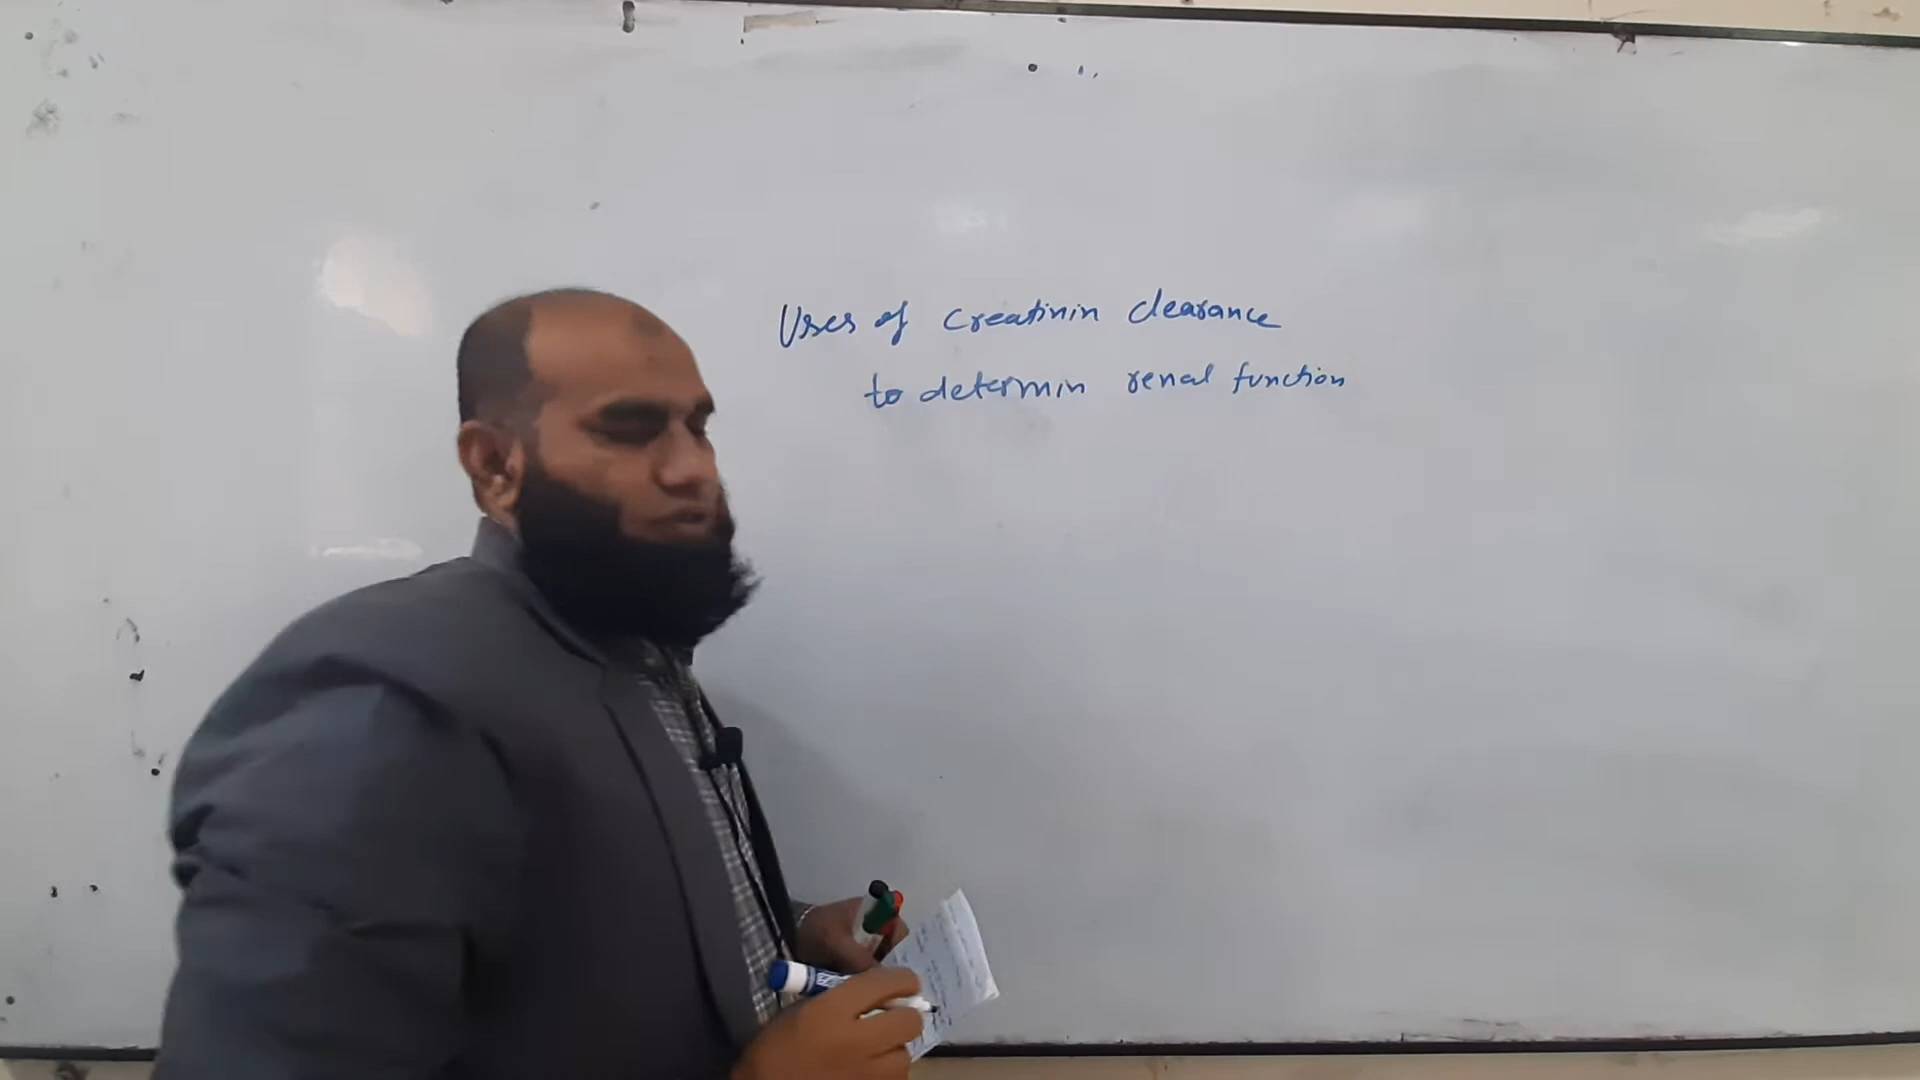 Uses of creatinin clearance
to determin renal function